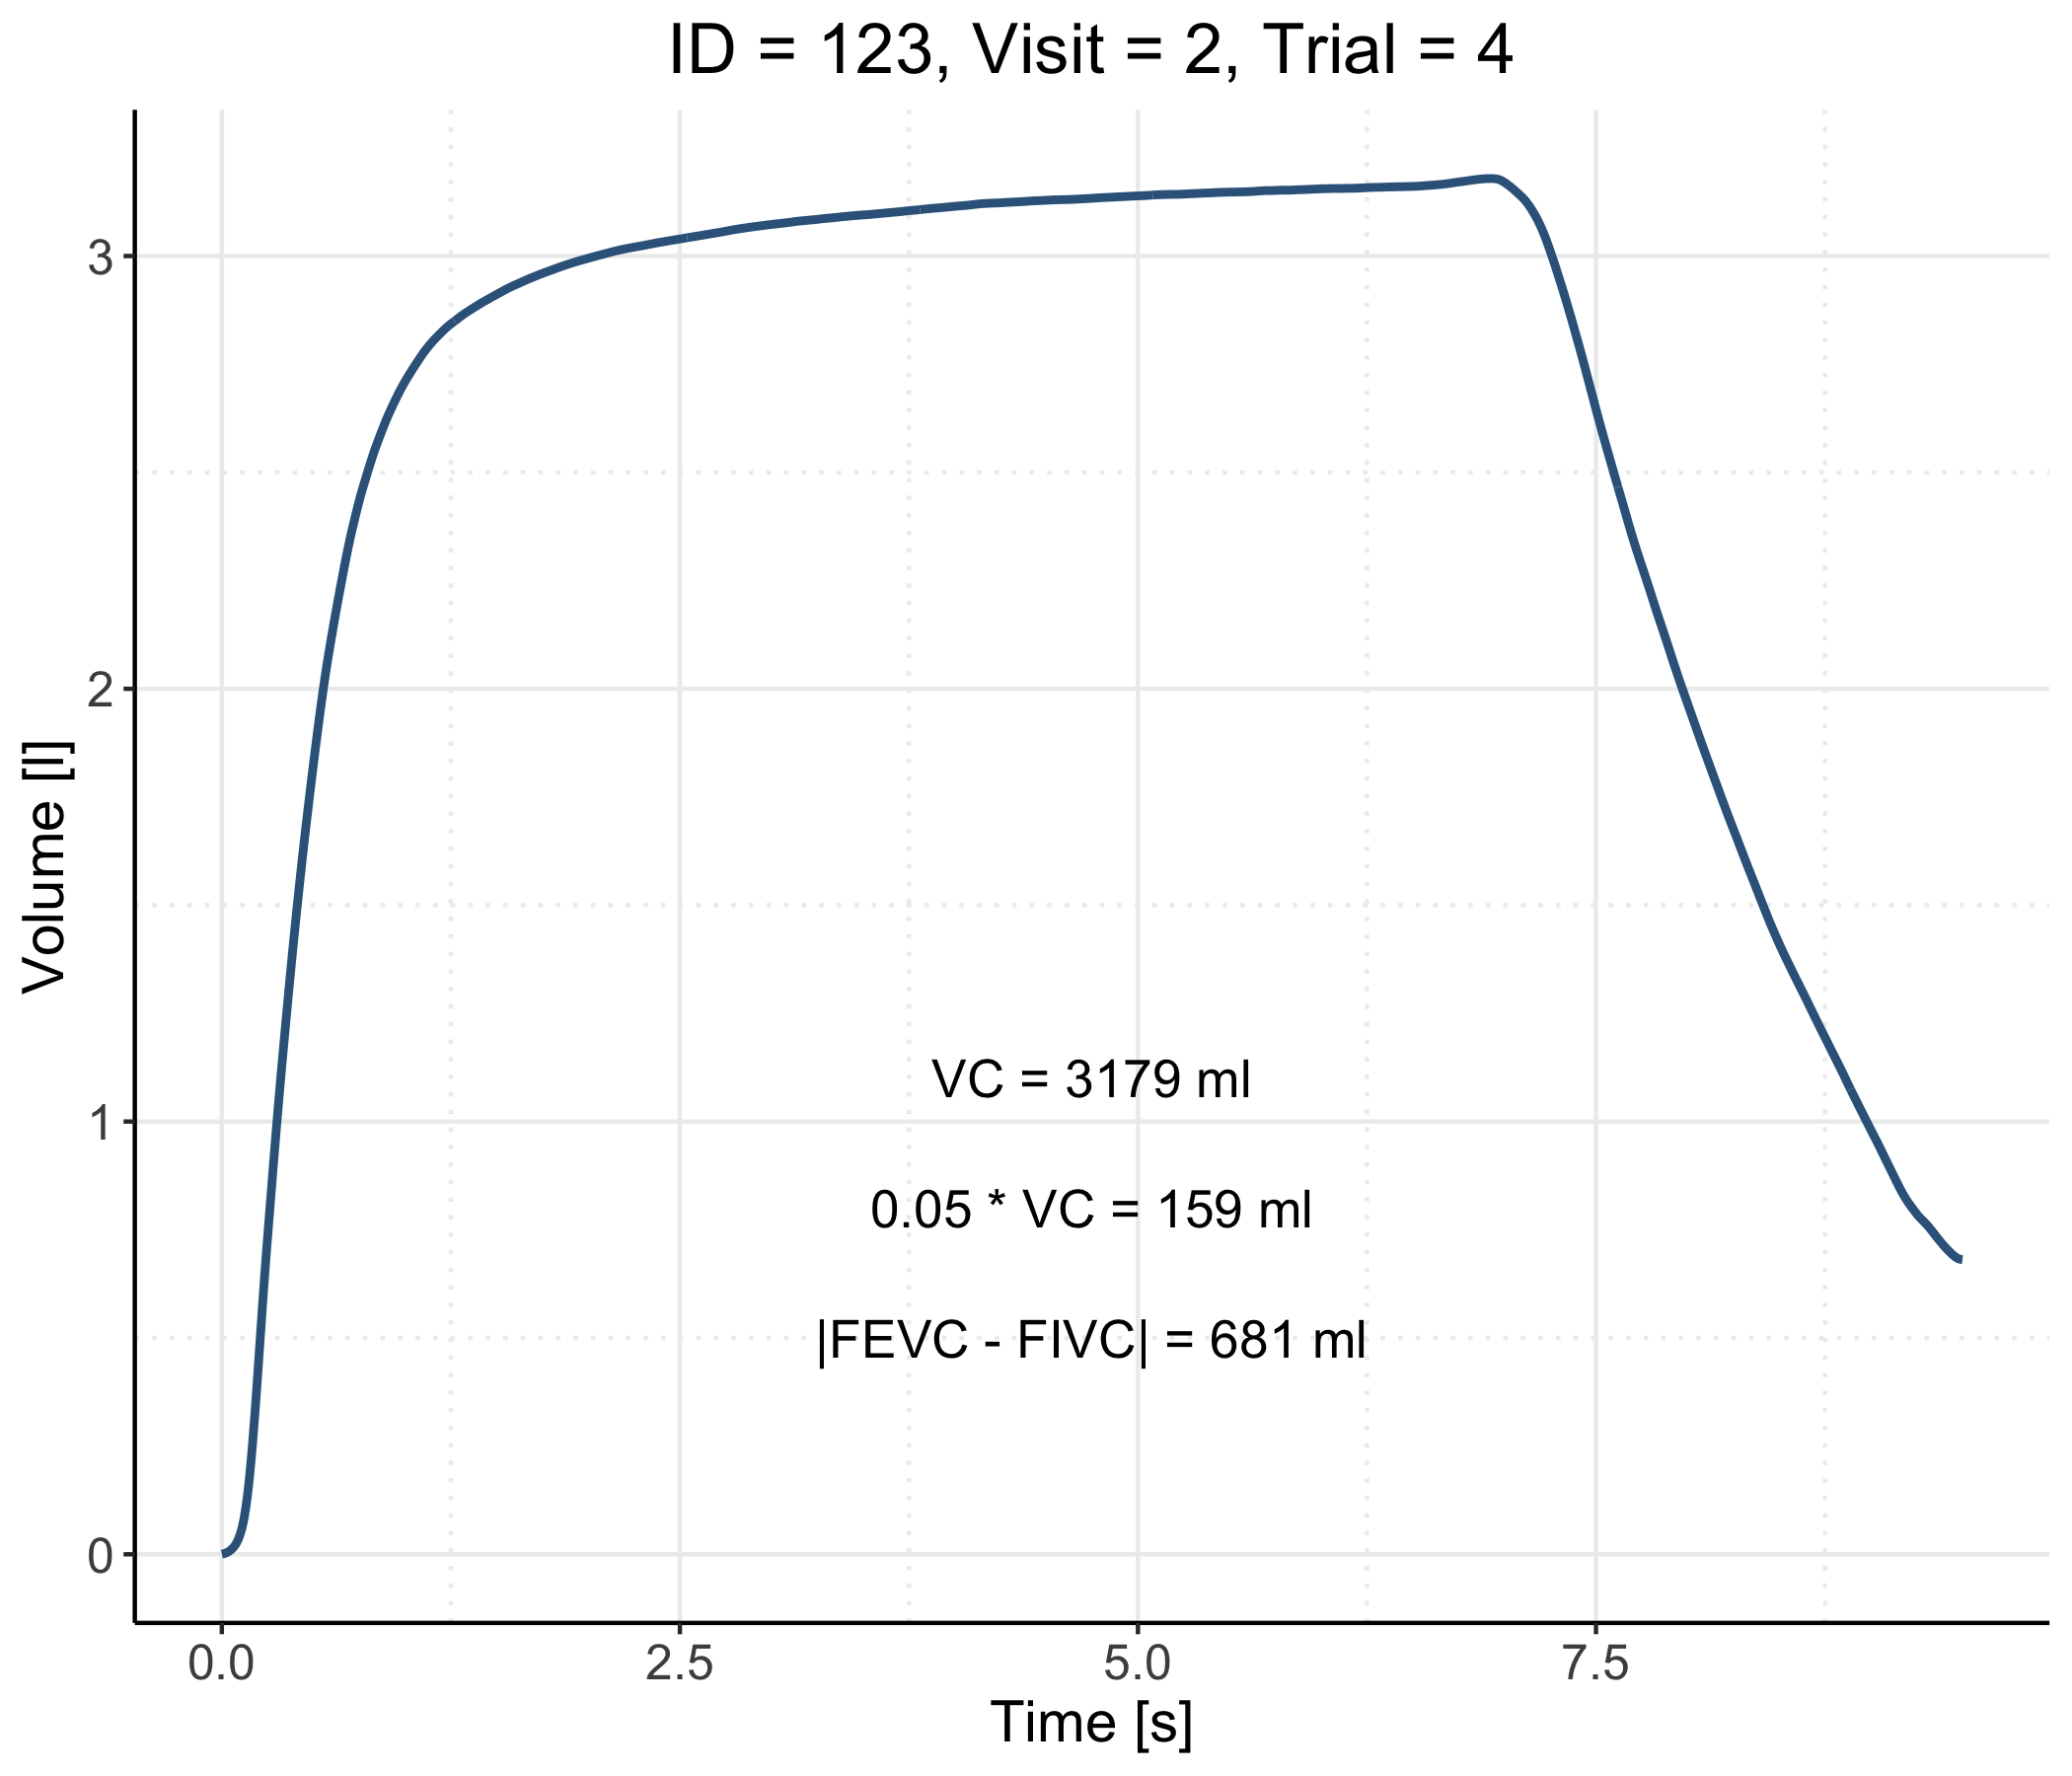 ID = 123, Visit = 2, Trial = 4
3
2
1
0
Volume [l]
VC = 3179 ml
0.05 * VC = 159 ml
|FEVC - FIVC| = 681 ml
0.0 2.5 5.0 7.5
Time [s]